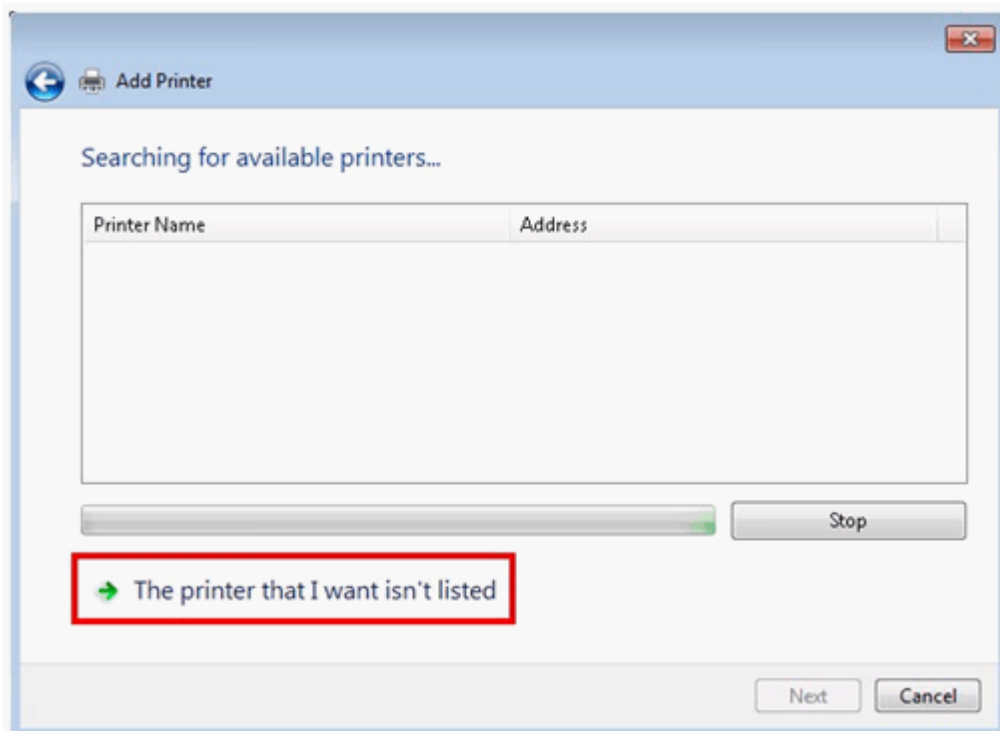 Add Printer
Searching for available printers...
Printer Name Address
Stop
The printer that I want isn't listed
Next Cancel